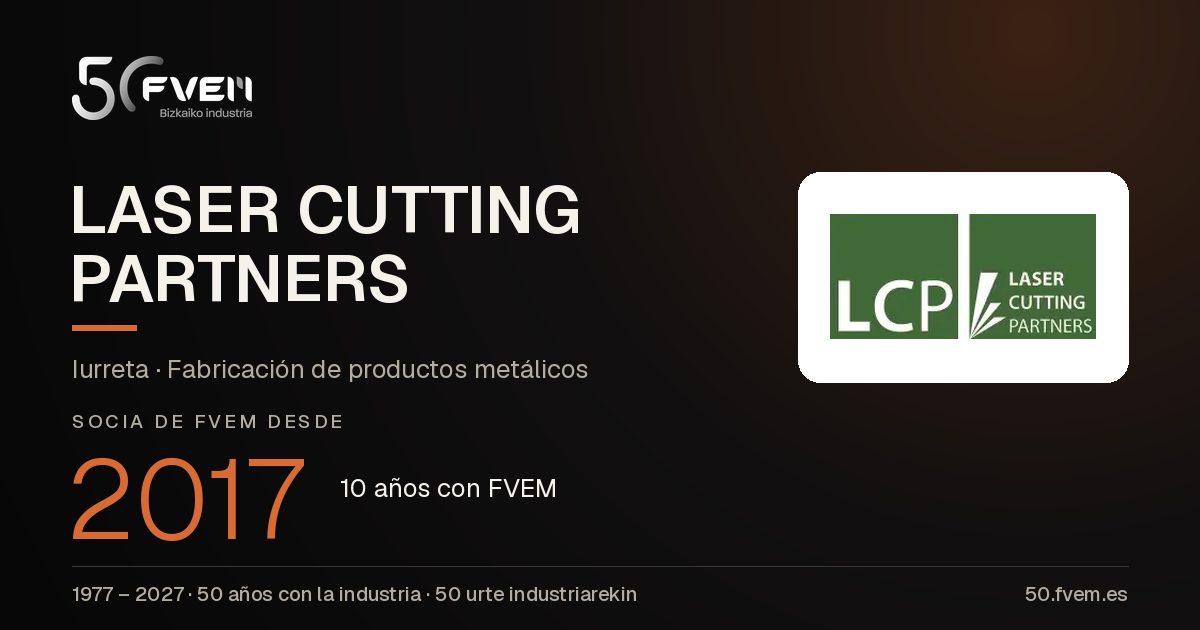 50 FVEM
Bizkaiko industria
LASER CUTTING
PARTNERS
LCP
LASER
CUTTING
PARTNERS
Iurreta · Fabricación de productos metálicos
SOCIA DE FVEM DESDE
2017
10 años con FVEM
1977 – 2027 · 50 años con la industria · 50 urte industriarekin
50.fvem.es